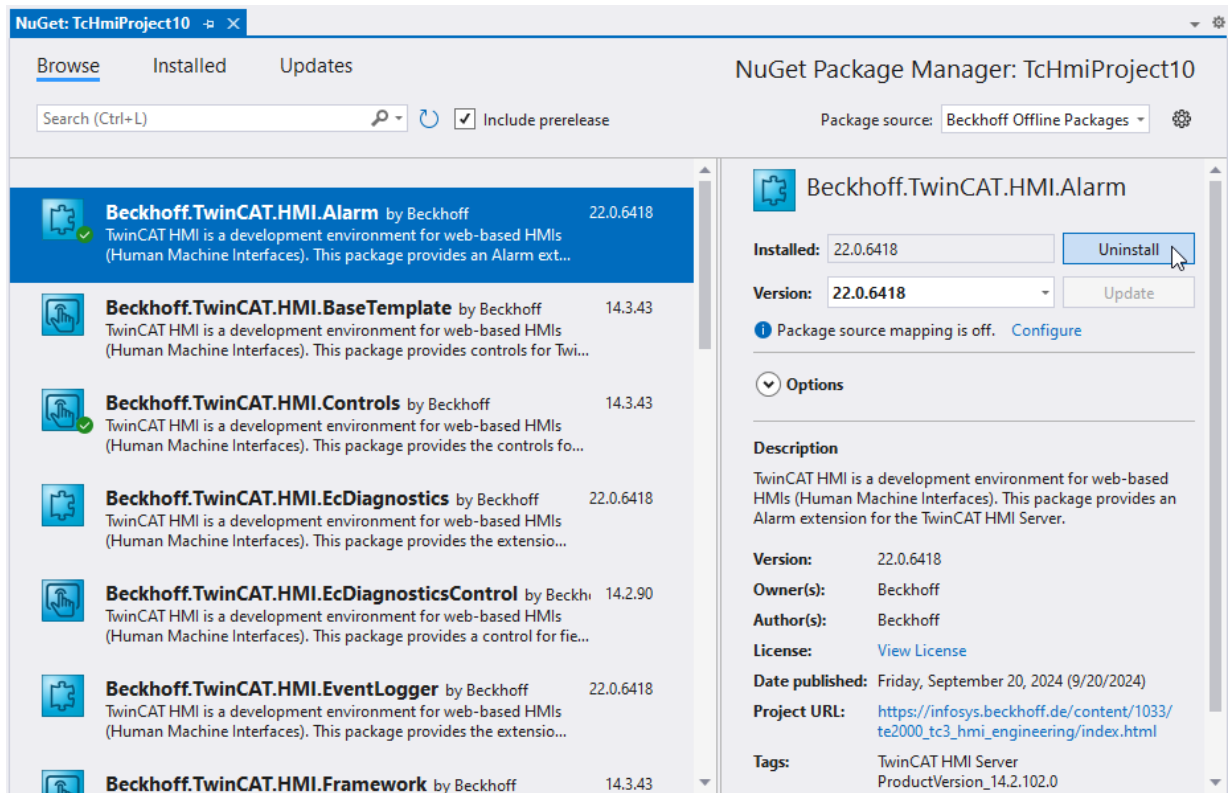 NuGet: TcHmiProject10
Browse Installed Updates
NuGet Package Manager: TcHmiProject10
Search (Ctrl+L)
Include prerelease
Package source: Beckhoff Offline Packages
Beckhoff.TwinCAT.HMI.Alarm by Beckhoff 22.0.6418
TwinCAT HMI is a development environment for web-based HMIs
(Human Machine Interfaces). This package provides an Alarm ext...
Beckhoff.TwinCAT.HMI.BaseTemplate by Beckhoff 14.3.43
TwinCAT HMI is a development environment for web-based HMIs
(Human Machine Interfaces). This package provides controls for Twi...
Beckhoff.TwinCAT.HMI.Controls by Beckhoff 14.3.43
TwinCAT HMI is a development environment for web-based HMIs
(Human Machine Interfaces). This package provides the controls fo...
Beckhoff.TwinCAT.HMI.EcDiagnostics by Beckhoff 22.0.6418
TwinCAT HMI is a development environment for web-based HMIs
(Human Machine Interfaces). This package provides the extensio...
Beckhoff.TwinCAT.HMI.EcDiagnosticsControl by Beckh 14.2.90
TwinCAT HMI is a development environment for web-based HMIs
(Human Machine Interfaces). This package provides a control for fie...
Beckhoff.TwinCAT.HMI.EventLogger by Beckhoff 22.0.6418
TwinCAT HMI is a development environment for web-based HMIs
(Human Machine Interfaces). This package provides the extensio...
Beckhoff.TwinCAT.HMI.Framework by Beckhoff 14.3.43
Beckhoff.TwinCAT.HMI.Alarm
Installed: 22.0.6418 Uninstall
Version: 22.0.6418 Update
Package source mapping is off. Configure
Options
Description
TwinCAT HMI is a development environment for web-based
HMIs (Human Machine Interfaces). This package provides an
Alarm extension for the TwinCAT HMI Server.
Version: 22.0.6418
Owner(s): Beckhoff
Author(s): Beckhoff
License: View License
Date published: Friday, September 20, 2024 (9/20/2024)
Project URL: https://infosys.beckhoff.de/content/1033/
te2000_tc3_hmi_engineering/index.html
Tags: TwinCAT HMI Server
ProductVersion_14.2.102.0